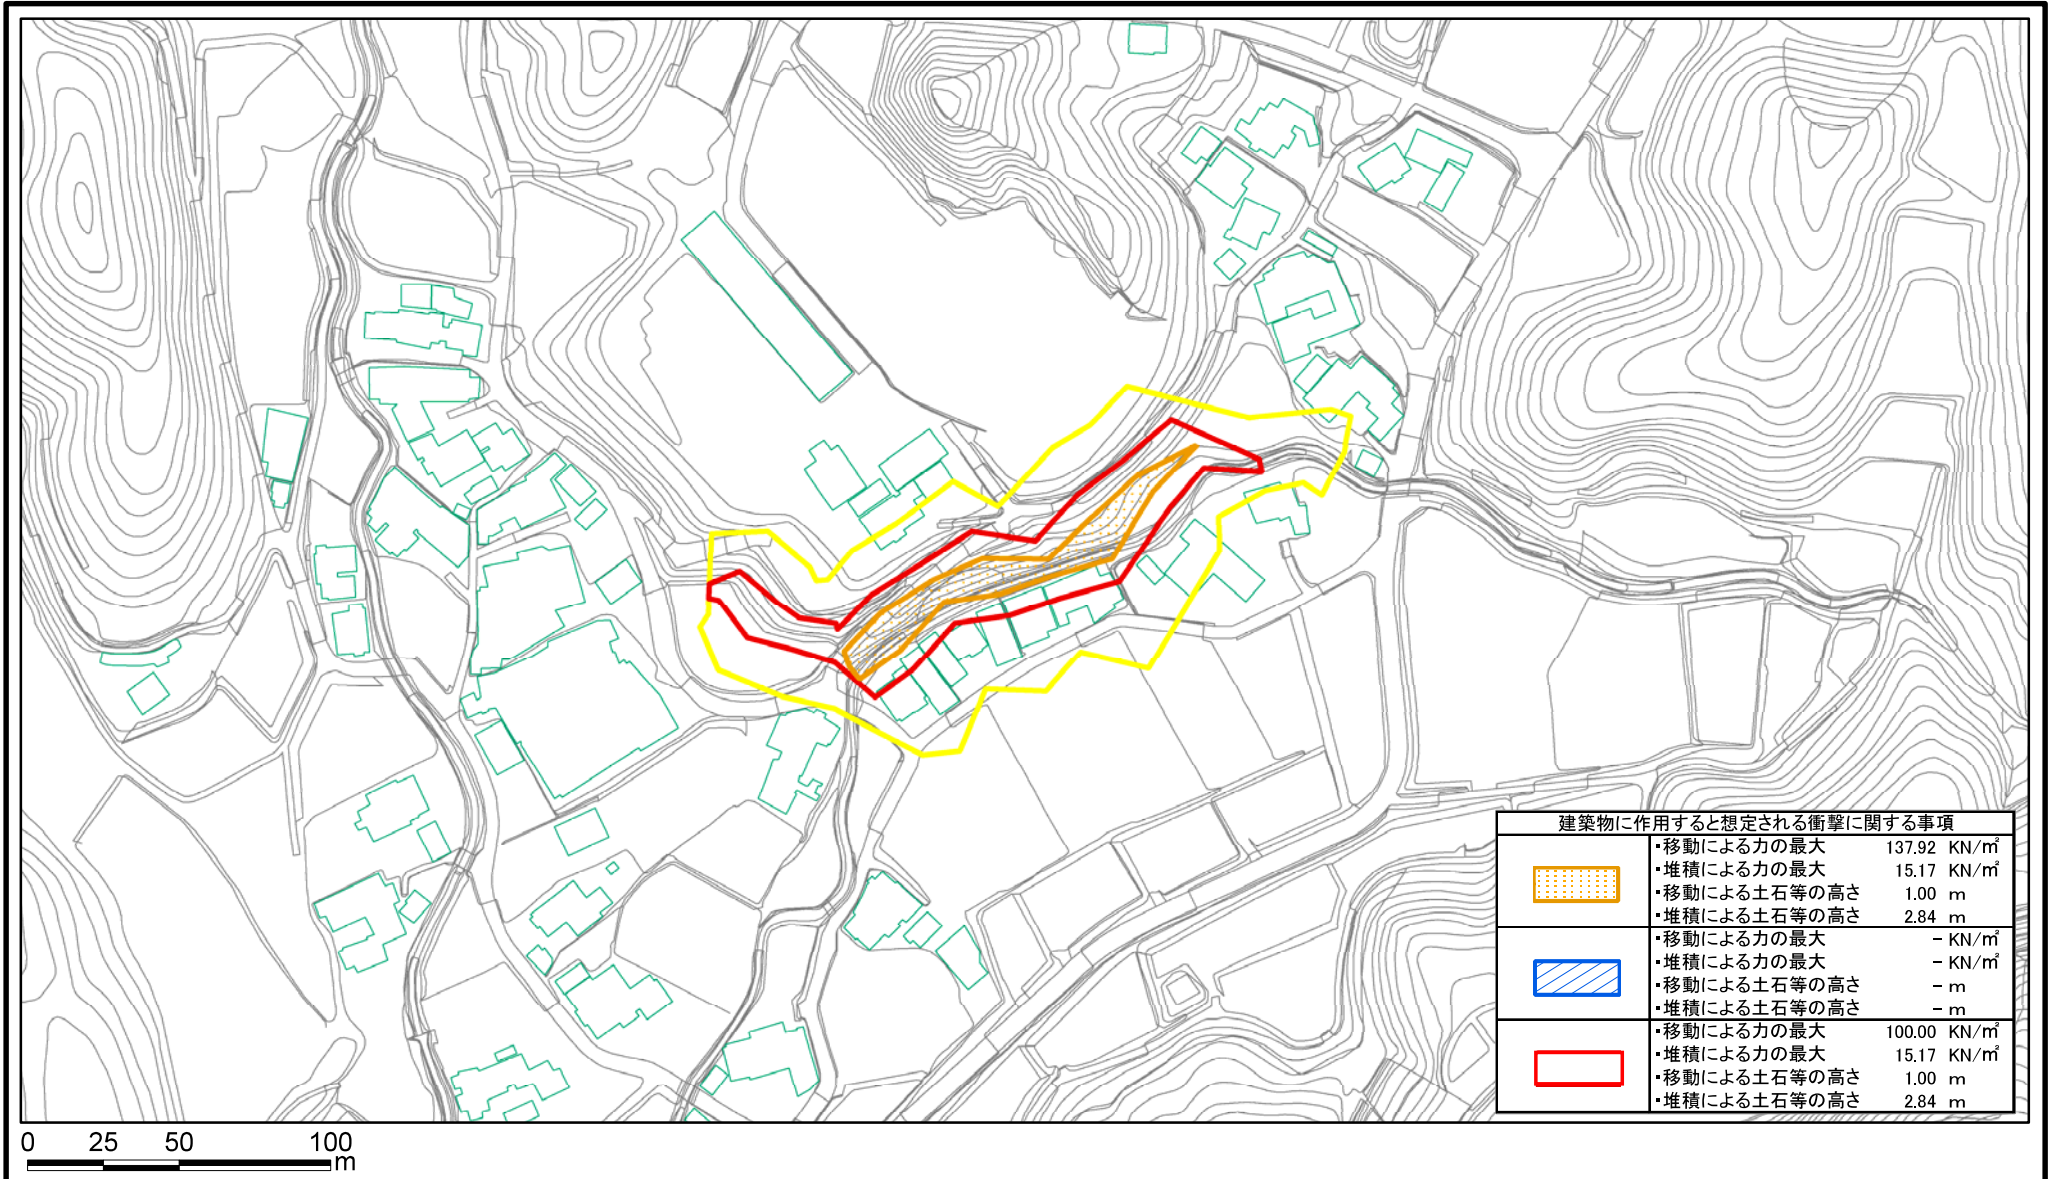 建築物に作用すると想定される衝撃に関する事項
・移動による力の最大 137.92 KN/㎡
・堆積による力の最大 15.17 KN/㎡
・移動による土石等の高さ 1.00 m
・堆積による土石等の高さ 2.84 m
・移動による力の最大 - KN/㎡
・堆積による力の最大 - KN/㎡
・移動による土石等の高さ - m
・堆積による土石等の高さ - m
・移動による力の最大 100.00 KN/㎡
・堆積による力の最大 15.17 KN/㎡
・移動による土石等の高さ 1.00 m
・堆積による土石等の高さ 2.84 m
0 25 50 100
m